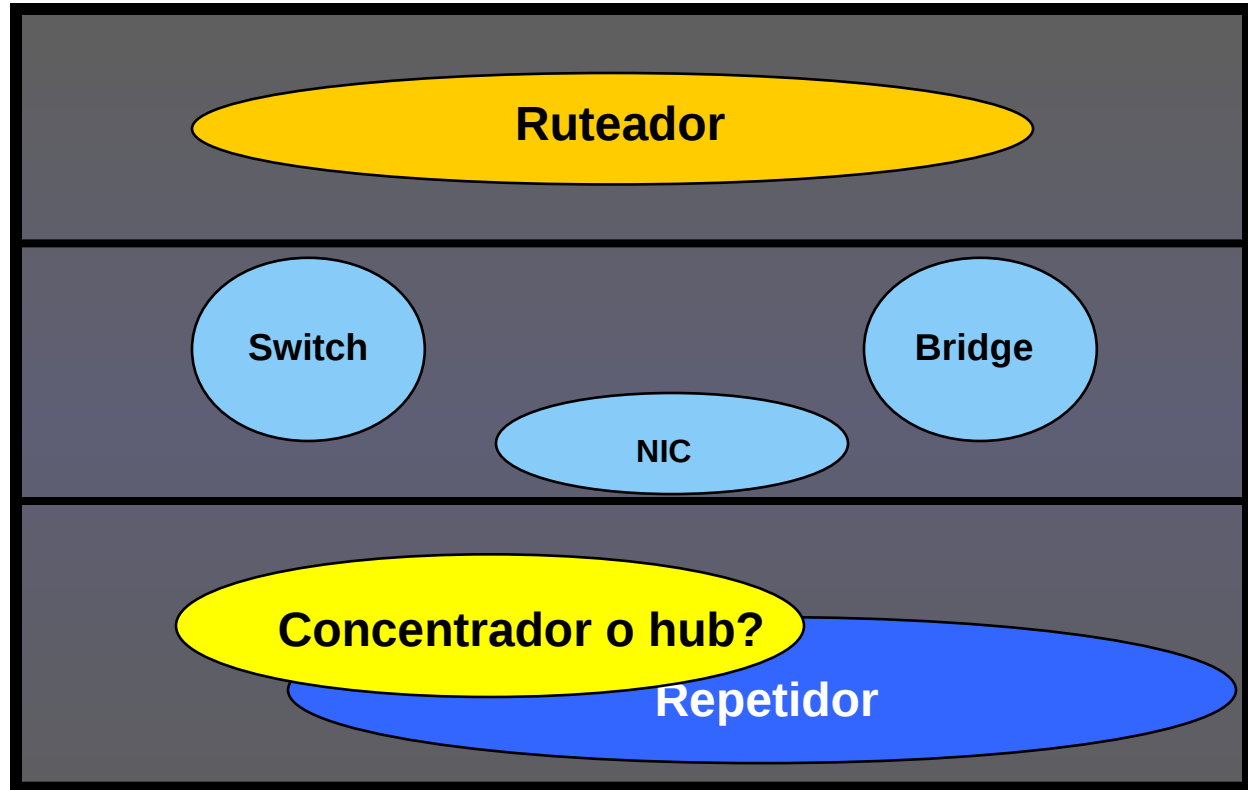 Ruteador
Switch
Bridge
NIC
Concentrador o hub?
Repetidor